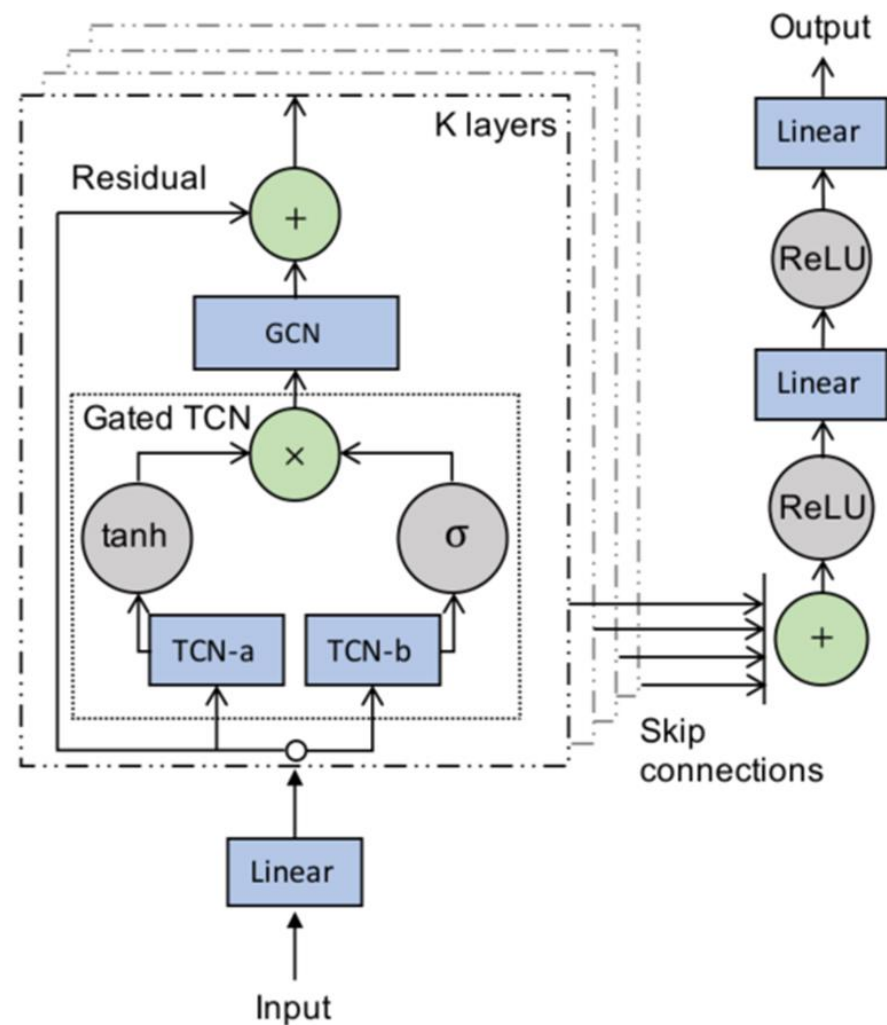 Output
Linear
K layers
Residual
+
ReLU
GCN
Linear
Gated TCN
×
tanh
σ
ReLU
TCN-a
TCN-b
+
Skip
connections
Linear
Input